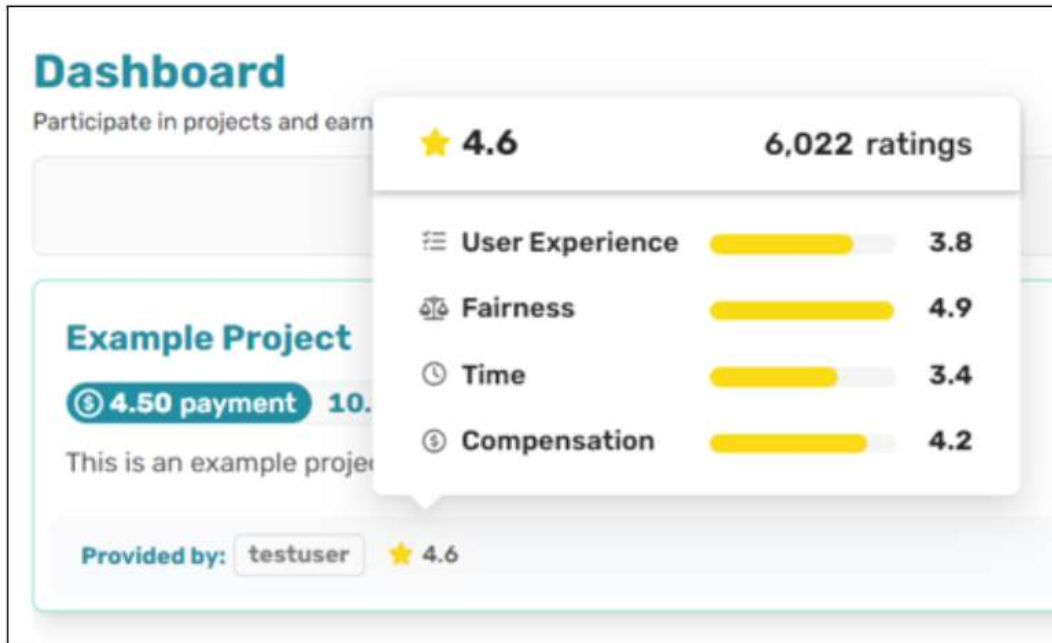 Dashboard
Participate in projects and earn
4.6 6,022 ratings
User Experience 3.8
Fairness 4.9
Time 3.4
Compensation 4.2
Example Project
4.50 payment 10.
This is an example projec
Provided by: testuser 4.6